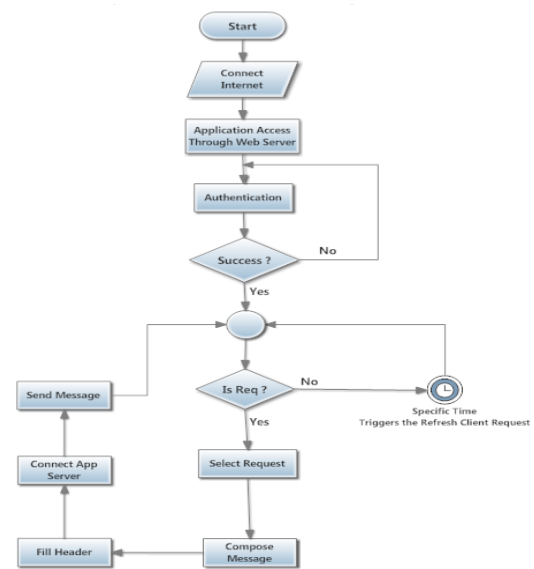 Start
Connect
Internet
Application Access
Through Web Server
Authentication
Success ?
No
Yes
Is Req ?
No
Yes
Specific Time
Triggers the Refresh Client Request
Send Message
Select Request
Connect App
Server
Fill Header
Compose
Message